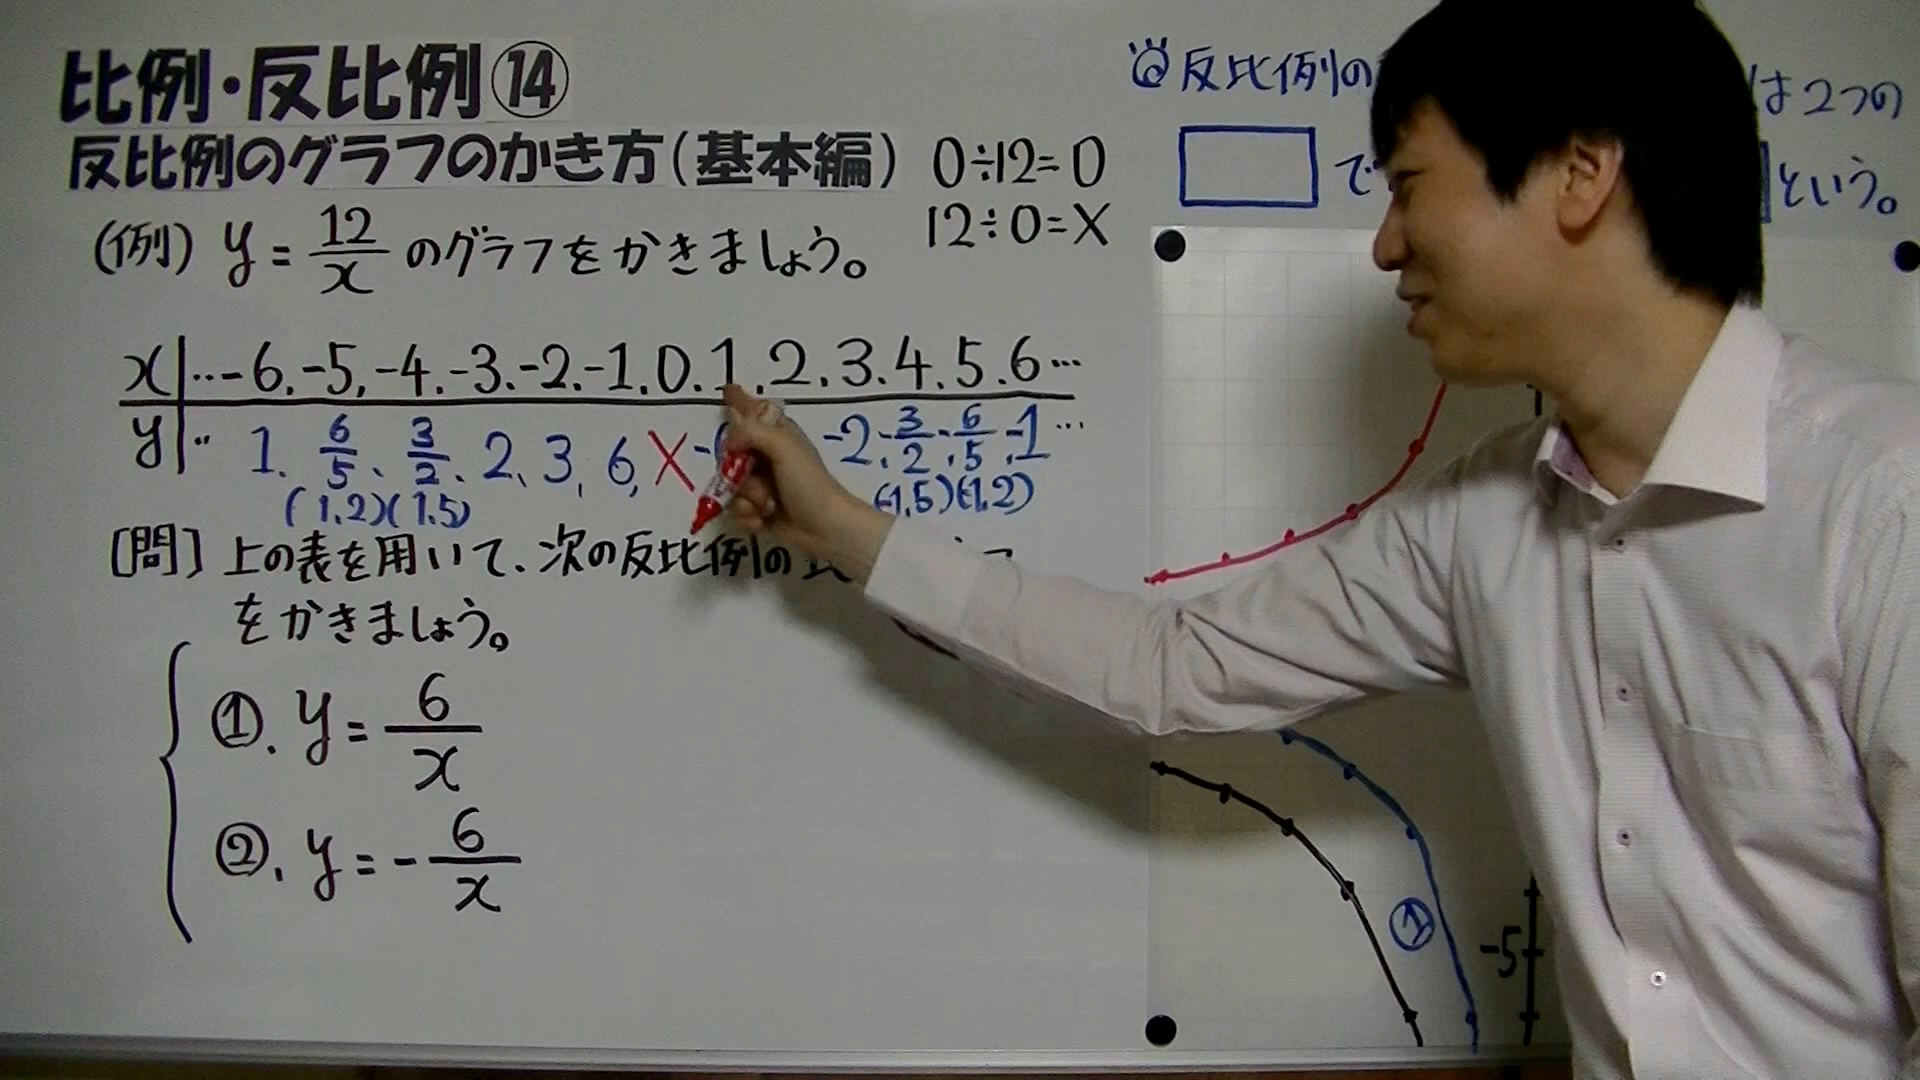 比例・反比例⑭
反比例のグラフのかき方(基本編)
0÷12=0
12÷0=X
(例) y = 12/x のグラフをかきましょう。
x | …-6.-5.-4.-3.-2.-1.0.1.2.3.4.5.6…
y | ‥ 1. 6/5、3/2、2、3、6、X -2.-3/2.-6/5.-1…
(1.2)(1.5) (-1.5)(-1.2)
[問] 上の表を用いて、次の反比例の
をかきましょう。
①. y = 6/x
②. y = -6/x
反比例の は2つの
で という。
①
-5